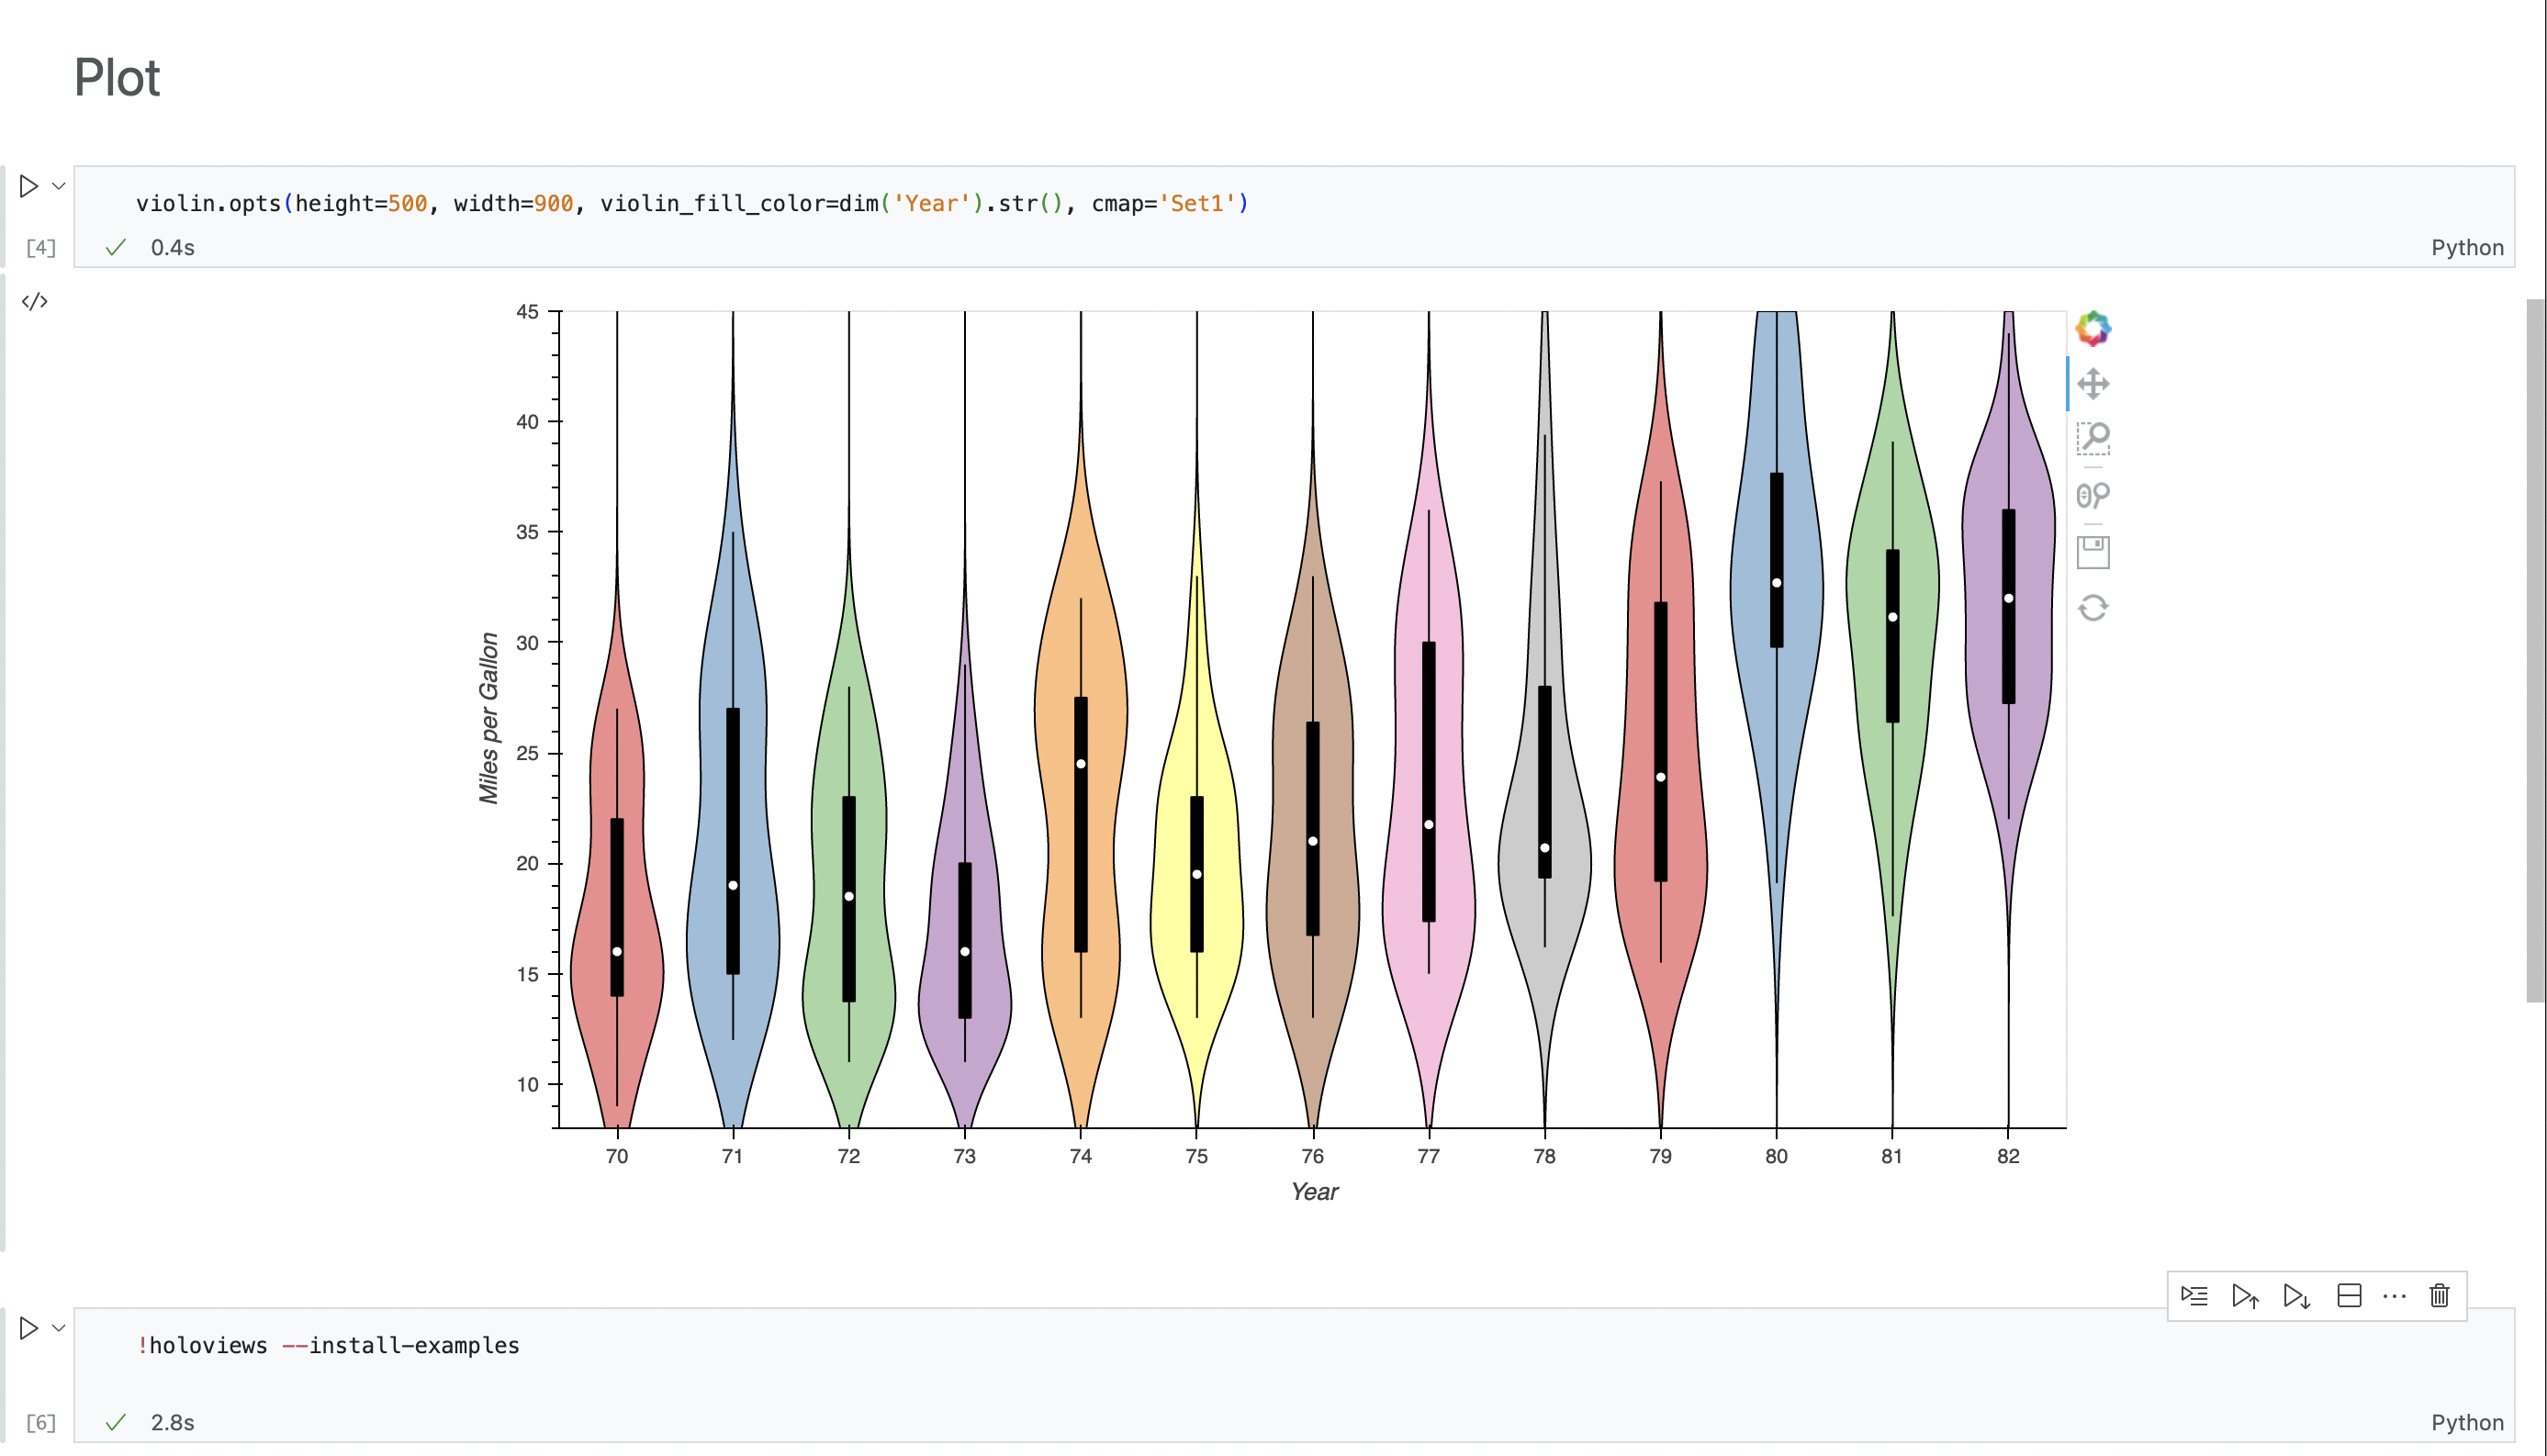 Plot
violin.opts(height=500, width=900, violin_fill_color=dim('Year').str(), cmap='Set1')
[4]
0.4s
Python
</>
45
40
35
30
25
20
15
10
Miles per Gallon
70 71 72 73 74 75 76 77 78 79 80 81 82
Year
!holoviews --install-examples
[6]
2.8s
Python